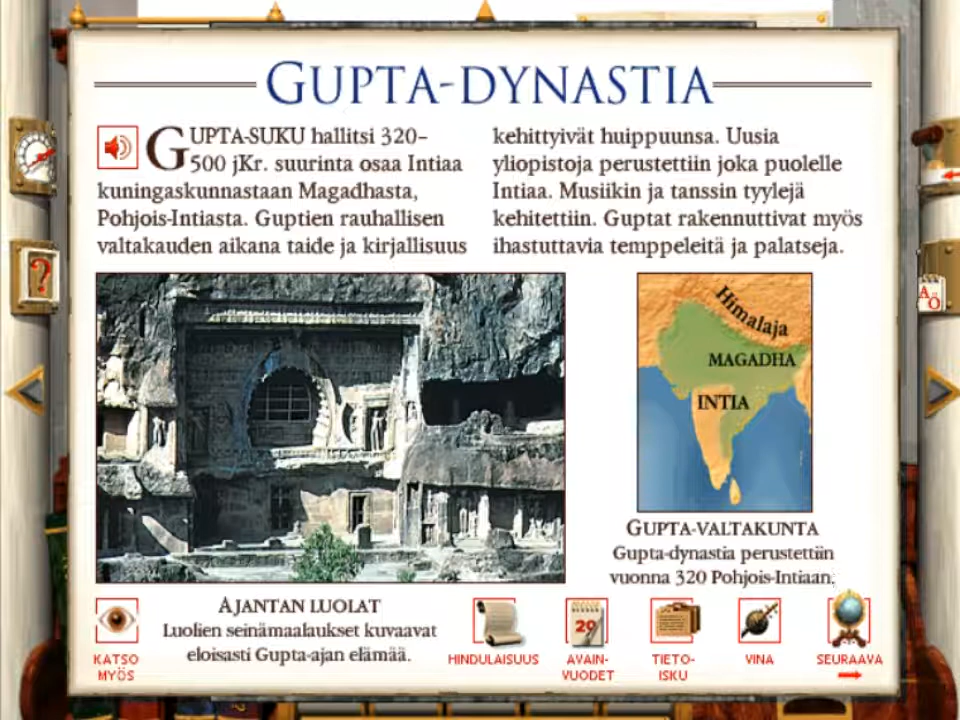 GUPTA-DYNASTIA
GUPTA-SUKU hallitsi 320–
500 jKr. suurinta osaa Intiaa
kuningaskunnastaan Magadhasta,
Pohjois-Intiasta. Guptien rauhallisen
valtakauden aikana taide ja kirjallisuus
kehittyivät huippuunsa. Uusia
yliopistoja perustettiin joka puolelle
Intiaa. Musiikin ja tanssin tyylejä
kehitettiin. Guptat rakennuttivat myös
ihastuttavia temppeleitä ja palatseja.
Himalaja
MAGADHA
INTIA
GUPTA-VALTAKUNTA
Gupta-dynastia perustettiin
vuonna 320 Pohjois-Intiaan.
AJANTAN LUOLAT
Luolien seinämaalaukset kuvaavat
eloisasti Gupta-ajan elämää.
KATSO
MYÖS
HINDULAISUUS
29
AVAIN-
VUODET
TIETO-
ISKU
VINA
SEURAAVA
?
A
Ö